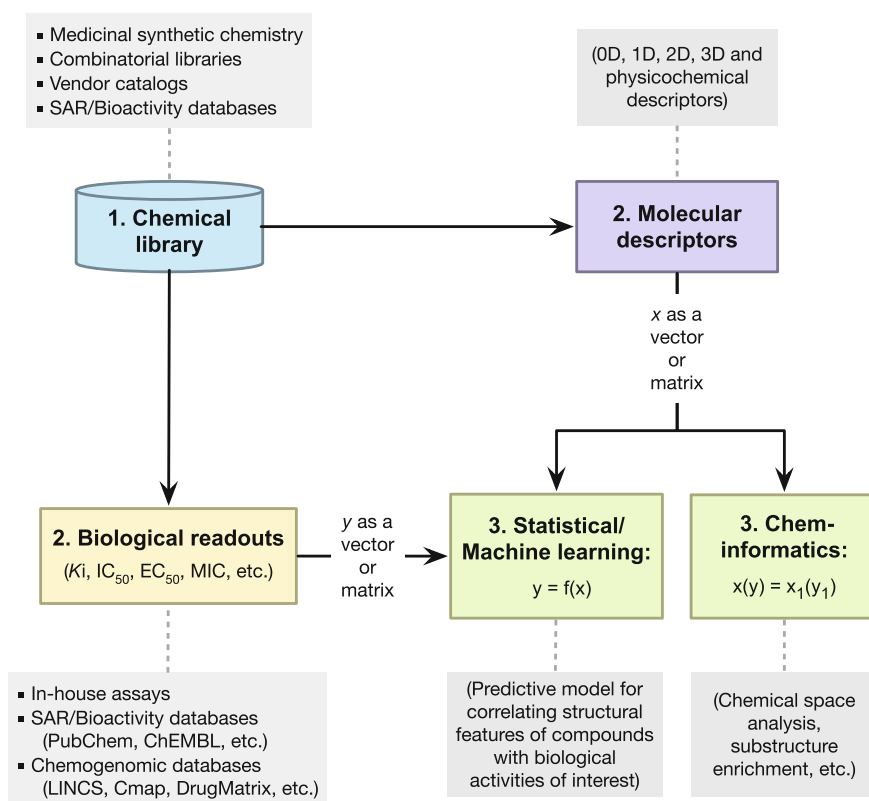 ▪ Medicinal synthetic chemistry
▪ Combinatorial libraries
▪ Vendor catalogs
▪ SAR/Bioactivity databases
(0D, 1D, 2D, 3D and
physicochemical
descriptors)
1. Chemical
library
2. Molecular
descriptors
x as a
vector
or
matrix
2. Biological readouts
(Ki, IC50, EC50, MIC, etc.)
y as a
vector
or
matrix
3. Statistical/
Machine learning:
y = f(x)
3. Chem-
informatics:
x(y) = x1(y1)
▪ In-house assays
▪ SAR/Bioactivity databases
(PubChem, ChEMBL, etc.)
▪ Chemogenomic databases
(LINCS, Cmap, DrugMatrix, etc.)
(Predictive model for
correlating structural
features of compounds
with biological
activities of interest)
(Chemical space
analysis,
substructure
enrichment, etc.)